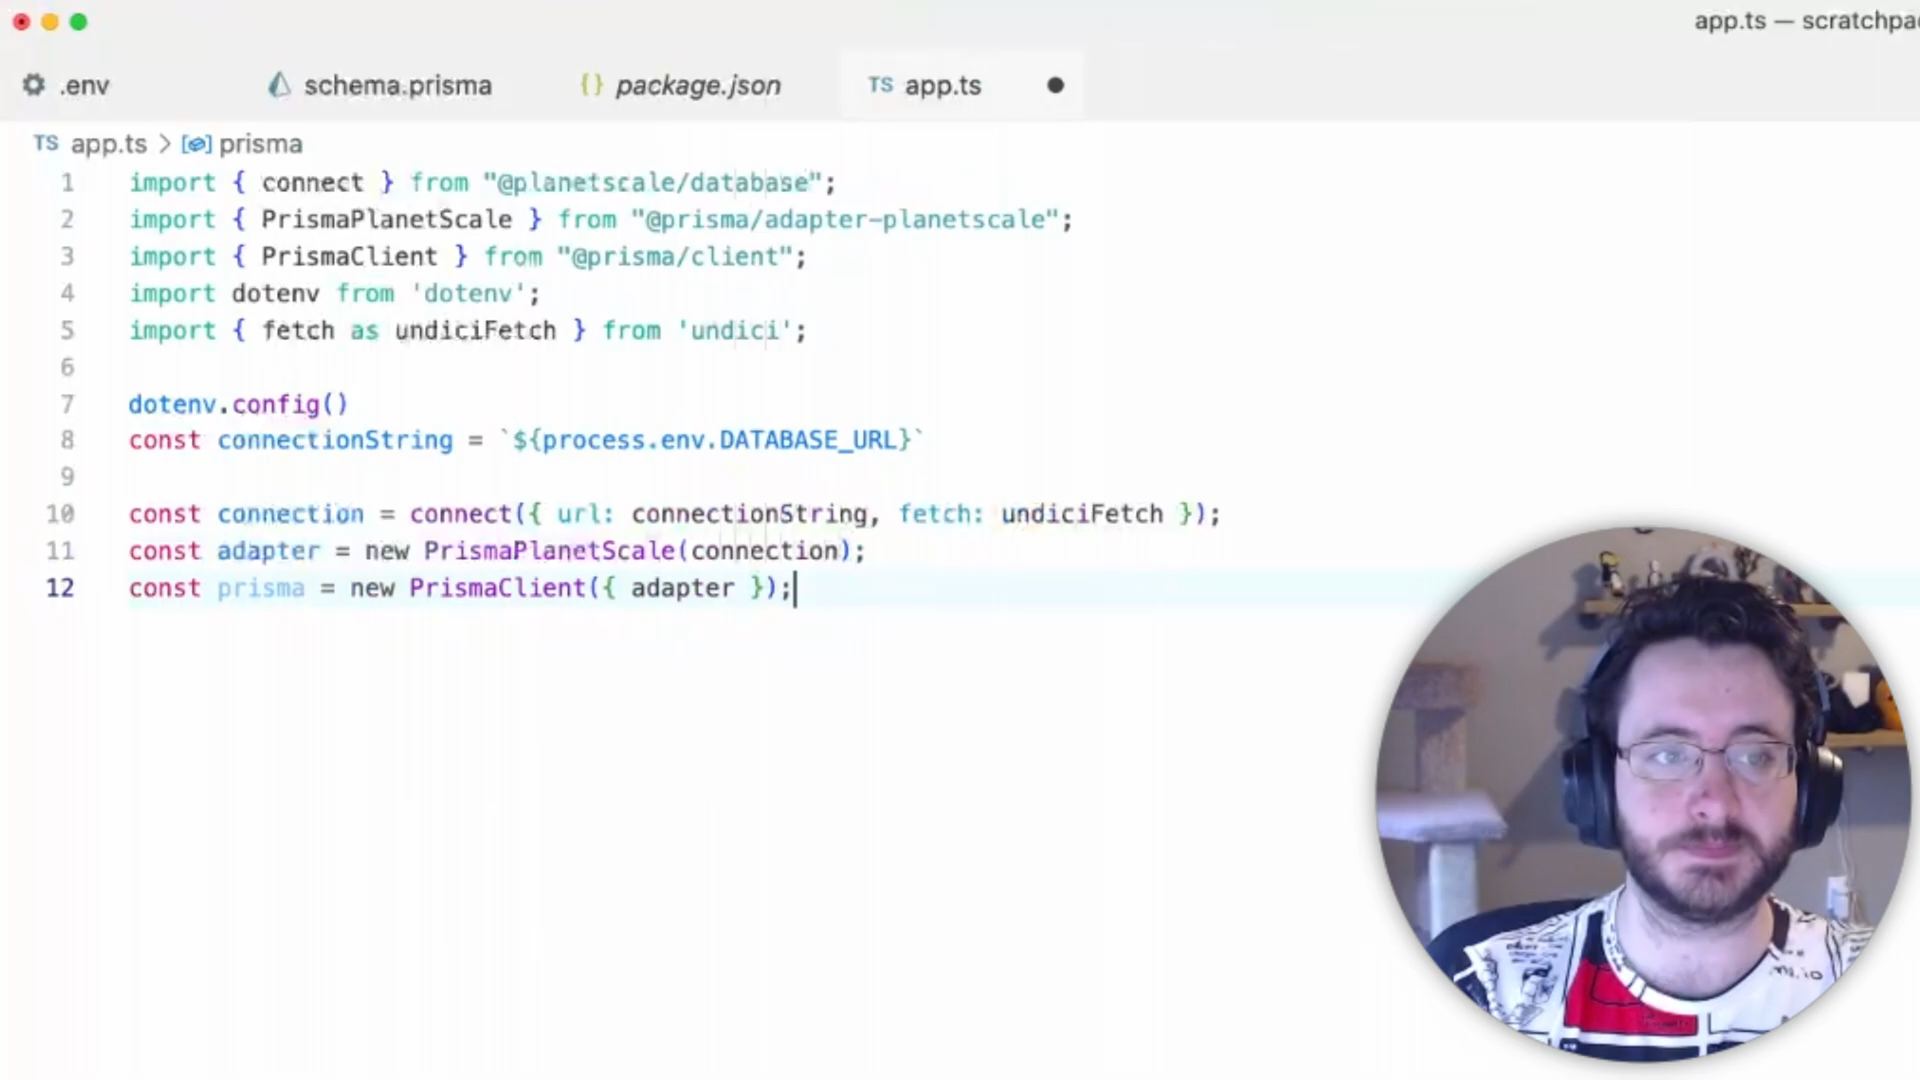 app.ts — scratchpa
.env
schema.prisma
{} package.json
TS app.ts
TS app.ts > prisma
1 import { connect } from "@planetscale/database";
2 import { PrismaPlanetScale } from "@prisma/adapter-planetscale";
3 import { PrismaClient } from "@prisma/client";
4 import dotenv from 'dotenv';
5 import { fetch as undiciFetch } from 'undici';
6
7 dotenv.config()
8 const connectionString = `${process.env.DATABASE_URL}`
9
10 const connection = connect({ url: connectionString, fetch: undiciFetch });
11 const adapter = new PrismaPlanetScale(connection);
12 const prisma = new PrismaClient({ adapter });